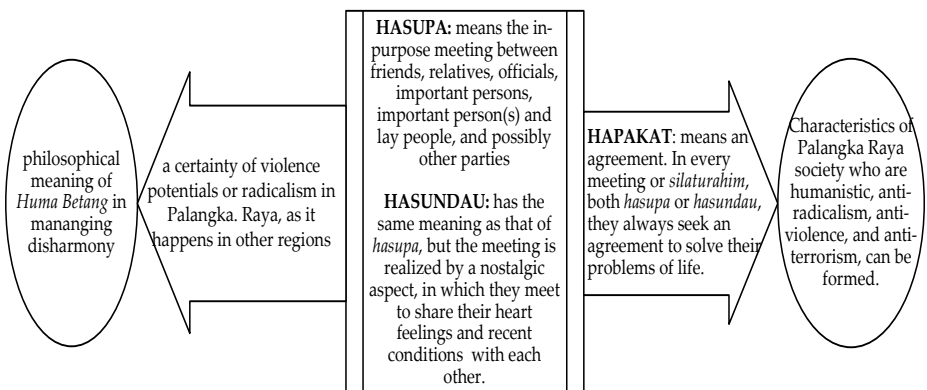 philosophical
meaning of
Huma Betang in
mananging
disharmony
a certainty of violence
potentials or radicalism in
Palangka. Raya, as it
happens in other regions
HASUPA: means the in-
purpose meeting between
friends, relatives, officials,
important persons,
important person(s) and
lay people, and possibly
other parties
HASUNDAU: has the
same meaning as that of
hasupa, but the meeting is
realized by a nostalgic
aspect, in which they meet
to share their heart
feelings and recent
conditions with each
other.
HAPAKAT: means an
agreement. In every
meeting or silaturahim,
both hasupa or hasundau,
they always seek an
agreement to solve their
problems of life.
Characteristics of
Palangka Raya
society who are
humanistic, anti-
radicalism, anti-
violence, and anti-
terrorism, can be
formed.